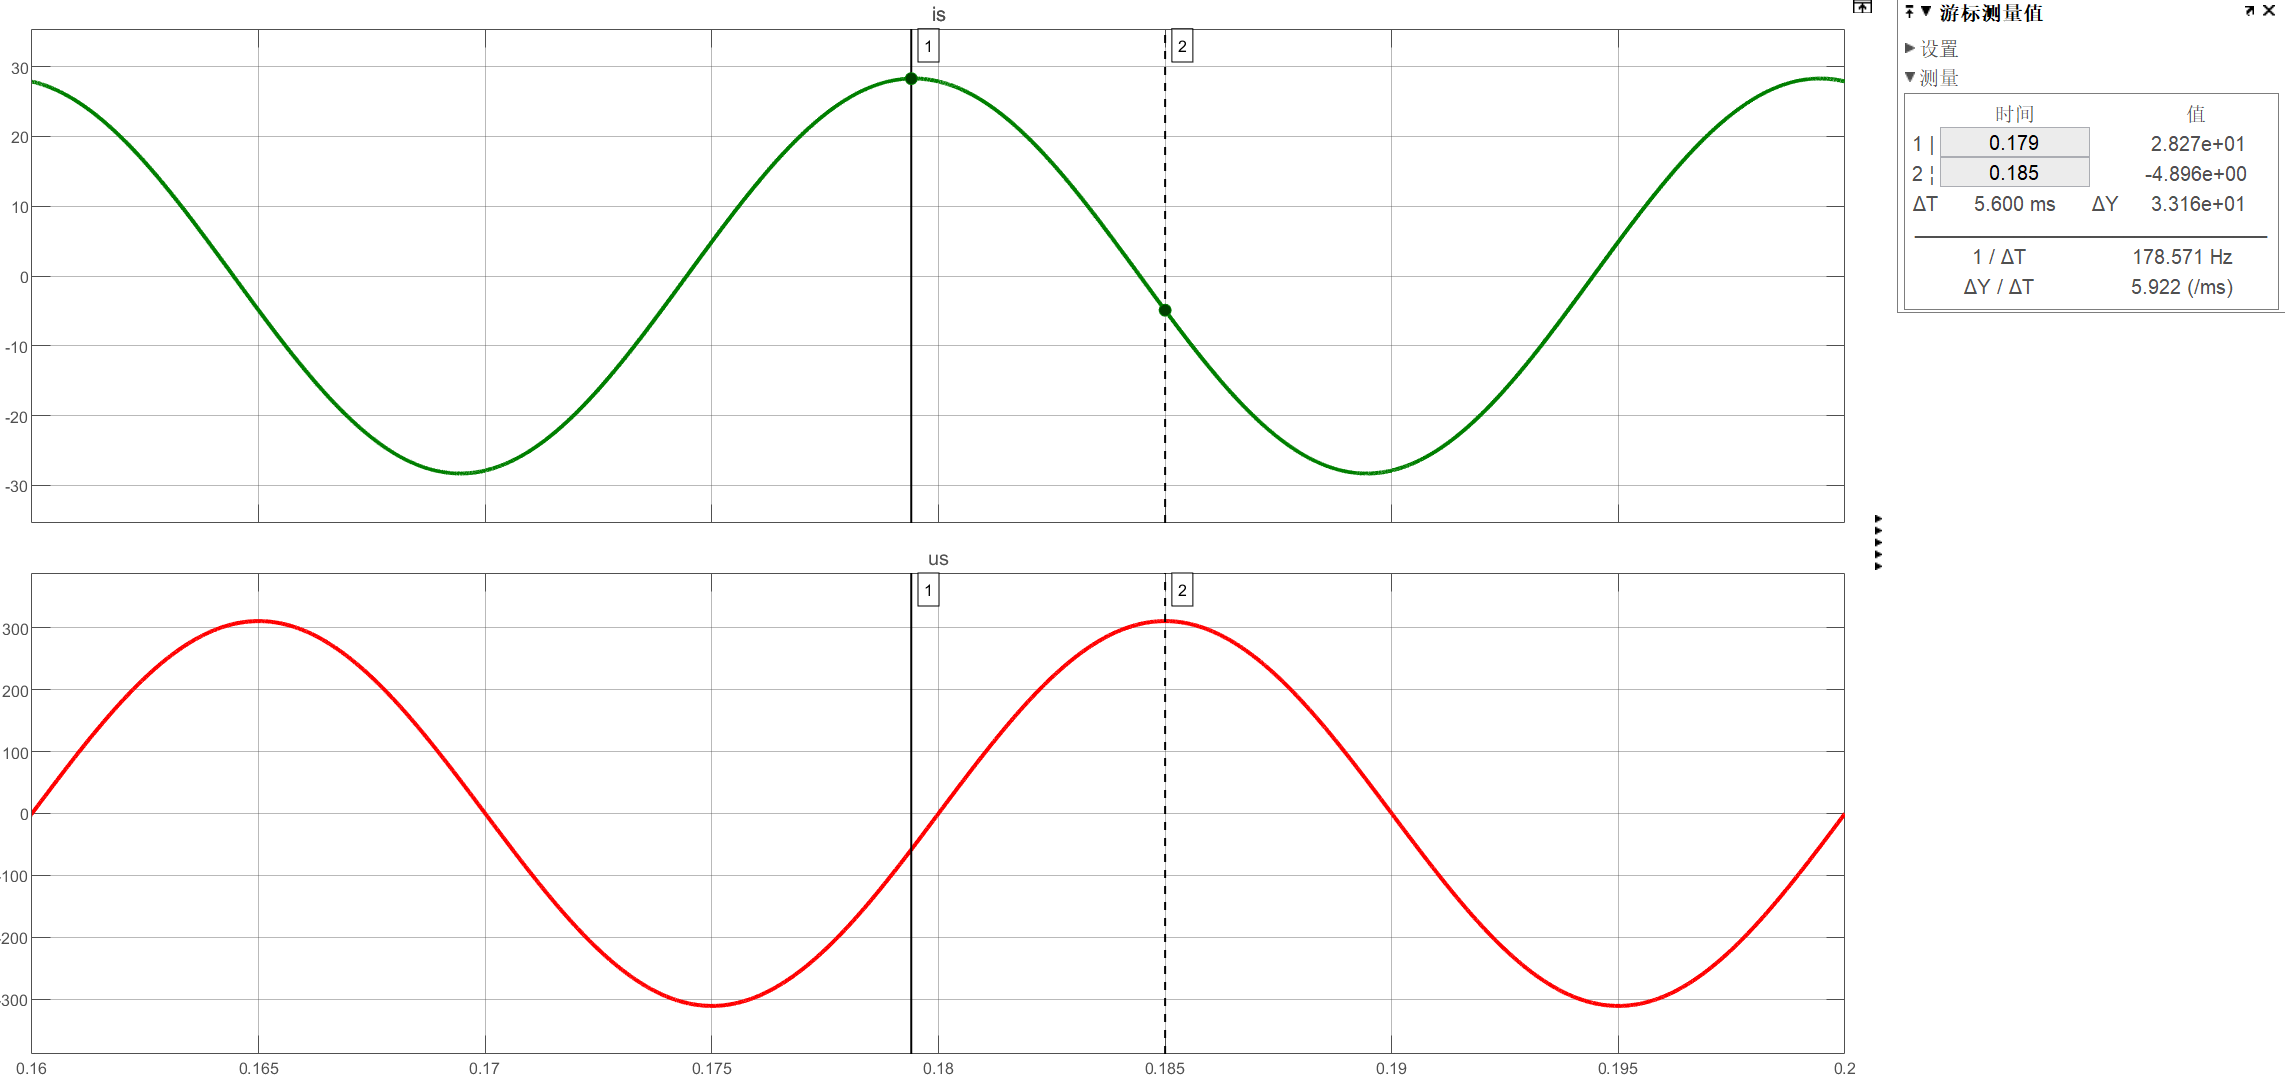 is
1
2
30
20
10
0
-10
-20
-30
us
1
2
300
200
100
0
-100
-200
-300
0.16 0.165 0.17 0.175 0.18 0.185 0.19 0.195 0.2
游标测量值
设置
测量
时间 值
1 | 0.179 2.827e+01
2 ¦ 0.185 -4.896e+00
ΔT 5.600 ms ΔY 3.316e+01
1 / ΔT 178.571 Hz
ΔY / ΔT 5.922 (/ms)